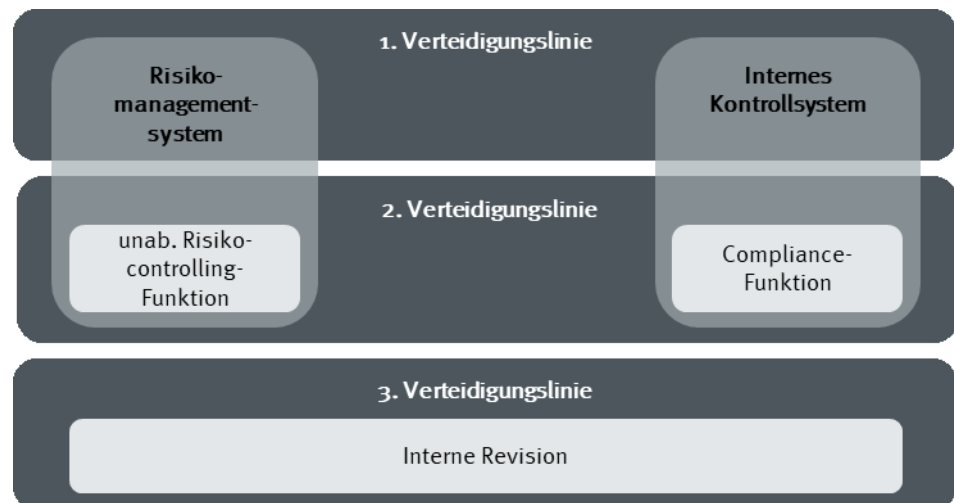 1. Verteidigungslinie
Risiko-
management-
system
Internes
Kontrollsystem
2. Verteidigungslinie
unab. Risiko-
controlling-
Funktion
Compliance-
Funktion
3. Verteidigungslinie
Interne Revision